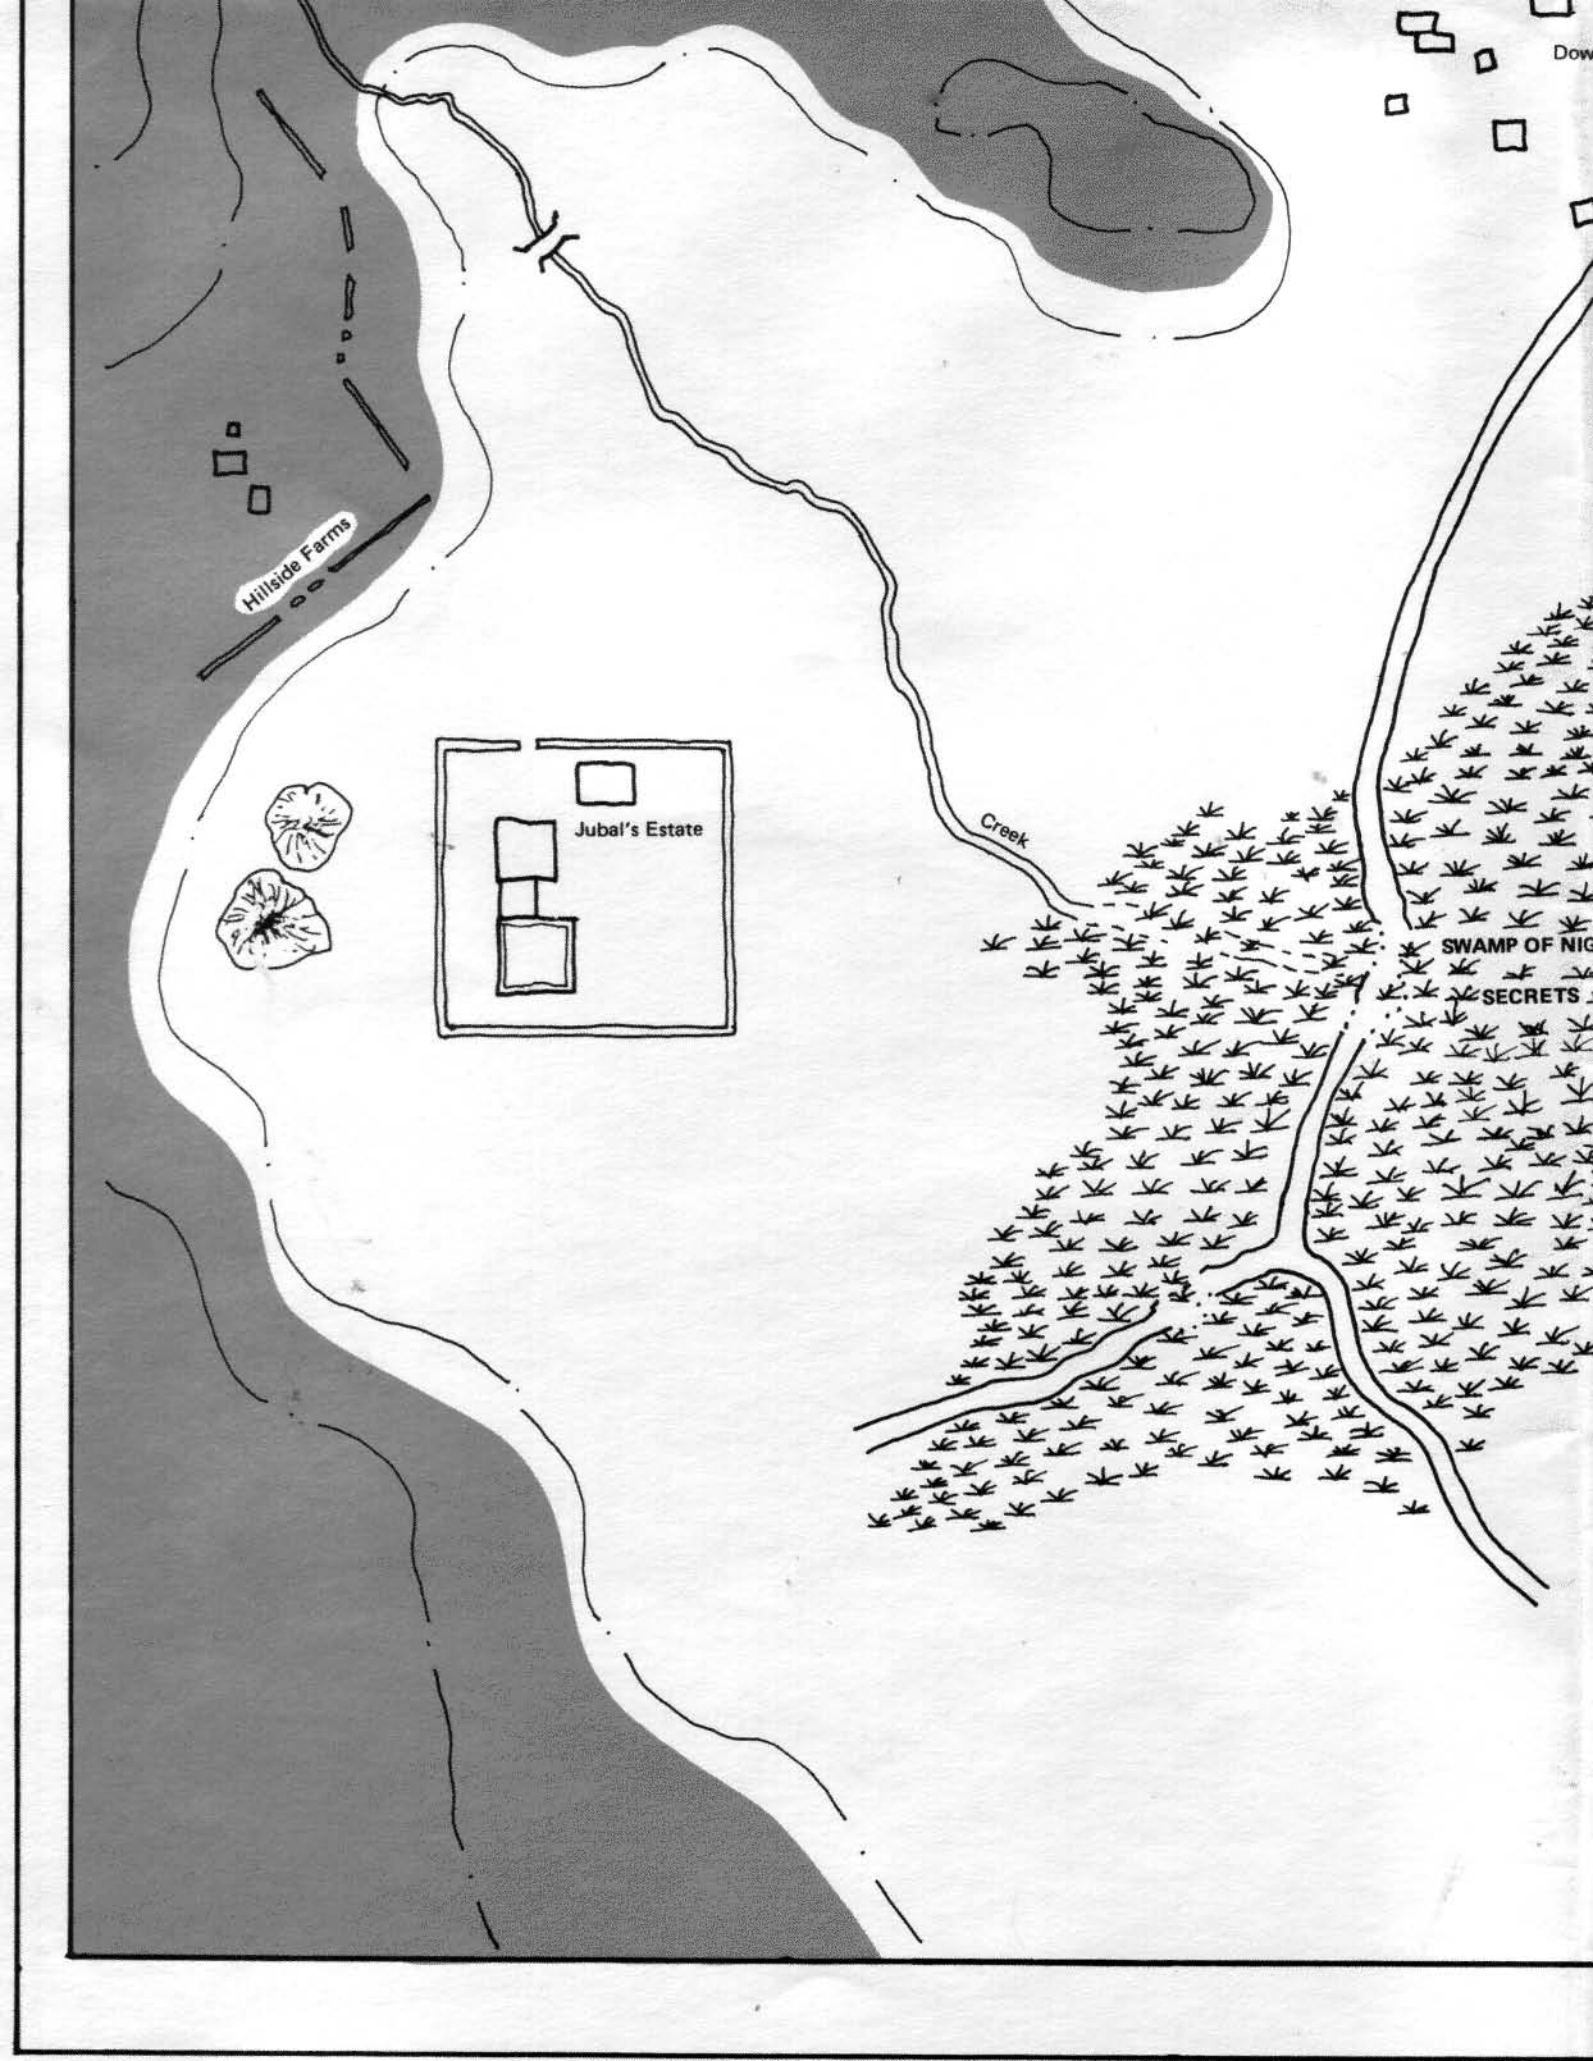 Dow
Hillside Farms
Jubal's Estate
Creek
SWAMP OF NIG
SECRETS